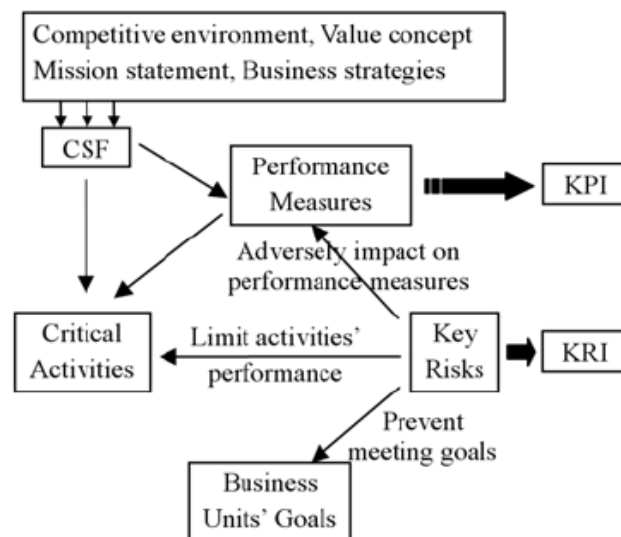 Competitive environment, Value concept
Mission statement, Business strategies
CSF
Performance
Measures
KPI
Adversely impact on
performance measures
Critical
Activities
Limit activities’
performance
Key
Risks
KRI
Prevent
meeting goals
Business
Units’ Goals